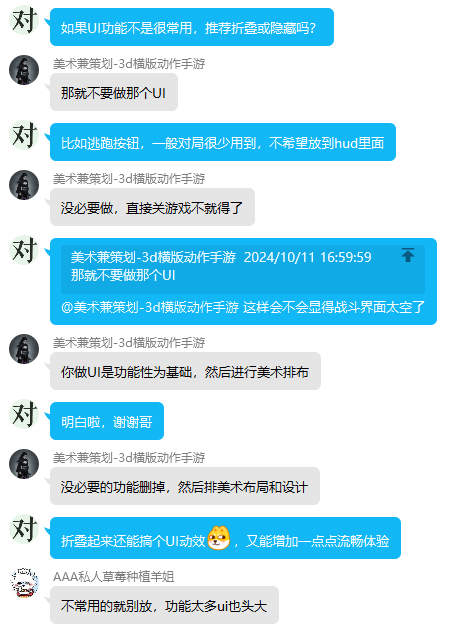 对
如果UI功能不是很常用，推荐折叠或隐藏吗？
美术兼策划-3d横版动作手游
那就不要做那个UI
对
比如逃跑按钮，一般对局很少用到，不希望放到hud里面
美术兼策划-3d横版动作手游
没必要做，直接关游戏不就得了
对
美术兼策划-3d横版动作手游 2024/10/11 16:59:59
那就不要做那个UI
@美术兼策划-3d横版动作手游 这样会不会显得战斗界面太空了
美术兼策划-3d横版动作手游
你做UI是功能性为基础，然后进行美术排布
对
明白啦，谢谢哥
美术兼策划-3d横版动作手游
没必要的功能删掉，然后排美术布局和设计
对
折叠起来还能搞个UI动效，又能增加一点点流畅体验
AAA私人草莓种植羊姐
不常用的就别放，功能太多ui也头大